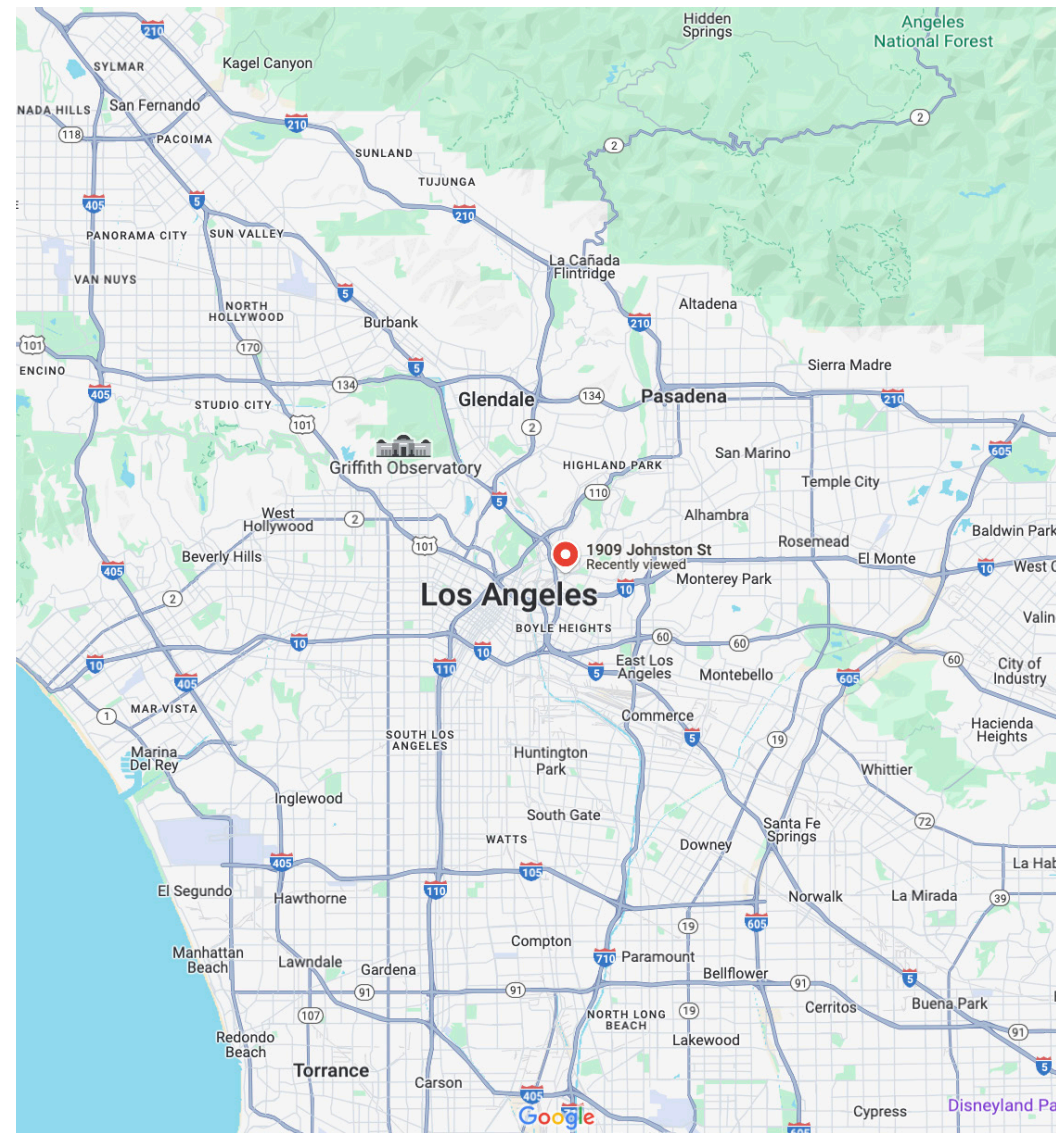 Hidden
Springs
Angeles
National Forest
210
SYLMAR
Kagel Canyon
NADA HILLS
San Fernando
118
PACOIMA
210
2
2
SUNLAND
TUJUNGA
405
5
210
PANORAMA CITY
SUN VALLEY
La Cañada
Flintridge
VAN NUYS
5
NORTH
HOLLYWOOD
Altadena
Burbank
210
101
170
ENCINO
5
Sierra Madre
405
134
134
210
STUDIO CITY
Glendale
Pasadena
101
2
605
Griffith Observatory
HIGHLAND PARK
San Marino
Temple City
5
110
West
Hollywood
2
Alhambra
Baldwin Park
101
1909 Johnston St
Recently viewed
Rosemead
El Monte
Beverly Hills
405
10
West C
Los Angeles
10
Monterey Park
2
BOYLE HEIGHTS
60
60
Valin
10
10
60
10
110
5
East Los
Angeles
Montebello
605
City of
Industry
405
MAR VISTA
1
Commerce
SOUTH LOS
ANGELES
5
19
Hacienda
Heights
Marina
Del Rey
Huntington
Park
Whittier
Inglewood
South Gate
72
Santa Fe
Springs
WATTS
Downey
405
105
La Hab
El Segundo
110
Hawthorne
Norwalk
La Mirada
39
19
605
Compton
Manhattan
Beach
Lawndale
Gardena
710
Paramount
Bellflower
5
91
91
91
Cerritos
Buena Park
107
NORTH LONG
BEACH
19
91
Redondo
Beach
Lakewood
5
Torrance
Carson
405
Google
Cypress
Disneyland Pa
605